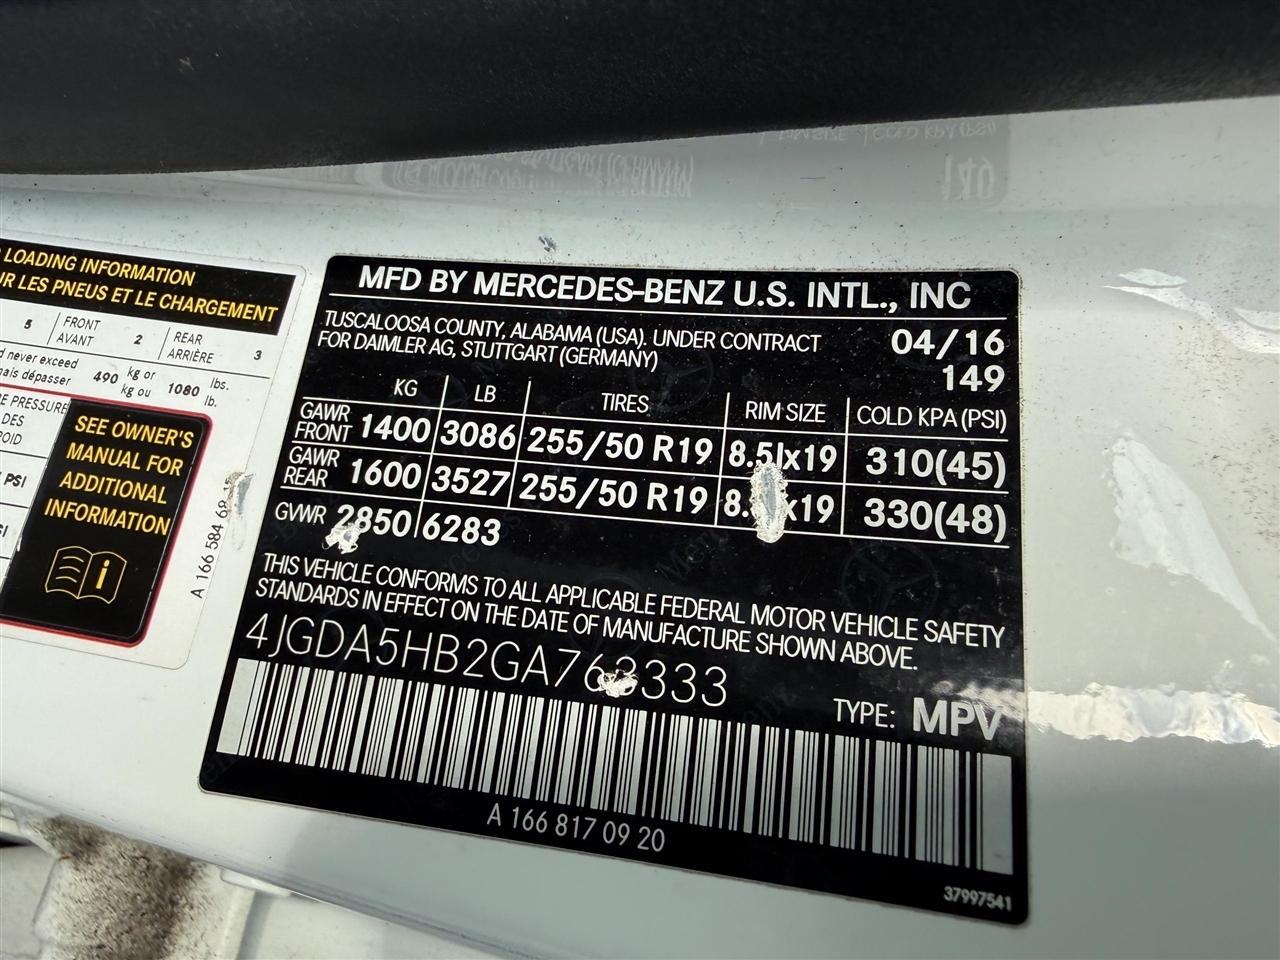 LOADING INFORMATION
UR LES PNEUS ET LE CHARGEMENT
5 FRONT AVANT 2 REAR ARRIÈRE 3
never exceed
dépasser 490 kg or kg ou 1080 lbs. lb.
PRESSURE
DES
PSI
SEE OWNER'S
MANUAL FOR
ADDITIONAL
INFORMATION
i
A 166 584 68
MFD BY MERCEDES-BENZ U.S. INTL., INC
TUSCALOOSA COUNTY, ALABAMA (USA). UNDER CONTRACT 04/16
FOR DAIMLER AG, STUTTGART (GERMANY) 149
KG LB TIRES RIM SIZE COLD KPA (PSI)
GAWR FRONT 1400 3086 255/50 R19 8.5Jx19 310(45)
GAWR REAR 1600 3527 255/50 R19 x19 330(48)
GVWR 2850 6283
THIS VEHICLE CONFORMS TO ALL APPLICABLE FEDERAL MOTOR VEHICLE SAFETY
STANDARDS IN EFFECT ON THE DATE OF MANUFACTURE SHOWN ABOVE.
4JGDA5HB2GA763333
TYPE: MPV
A 166 817 09 20
37997541